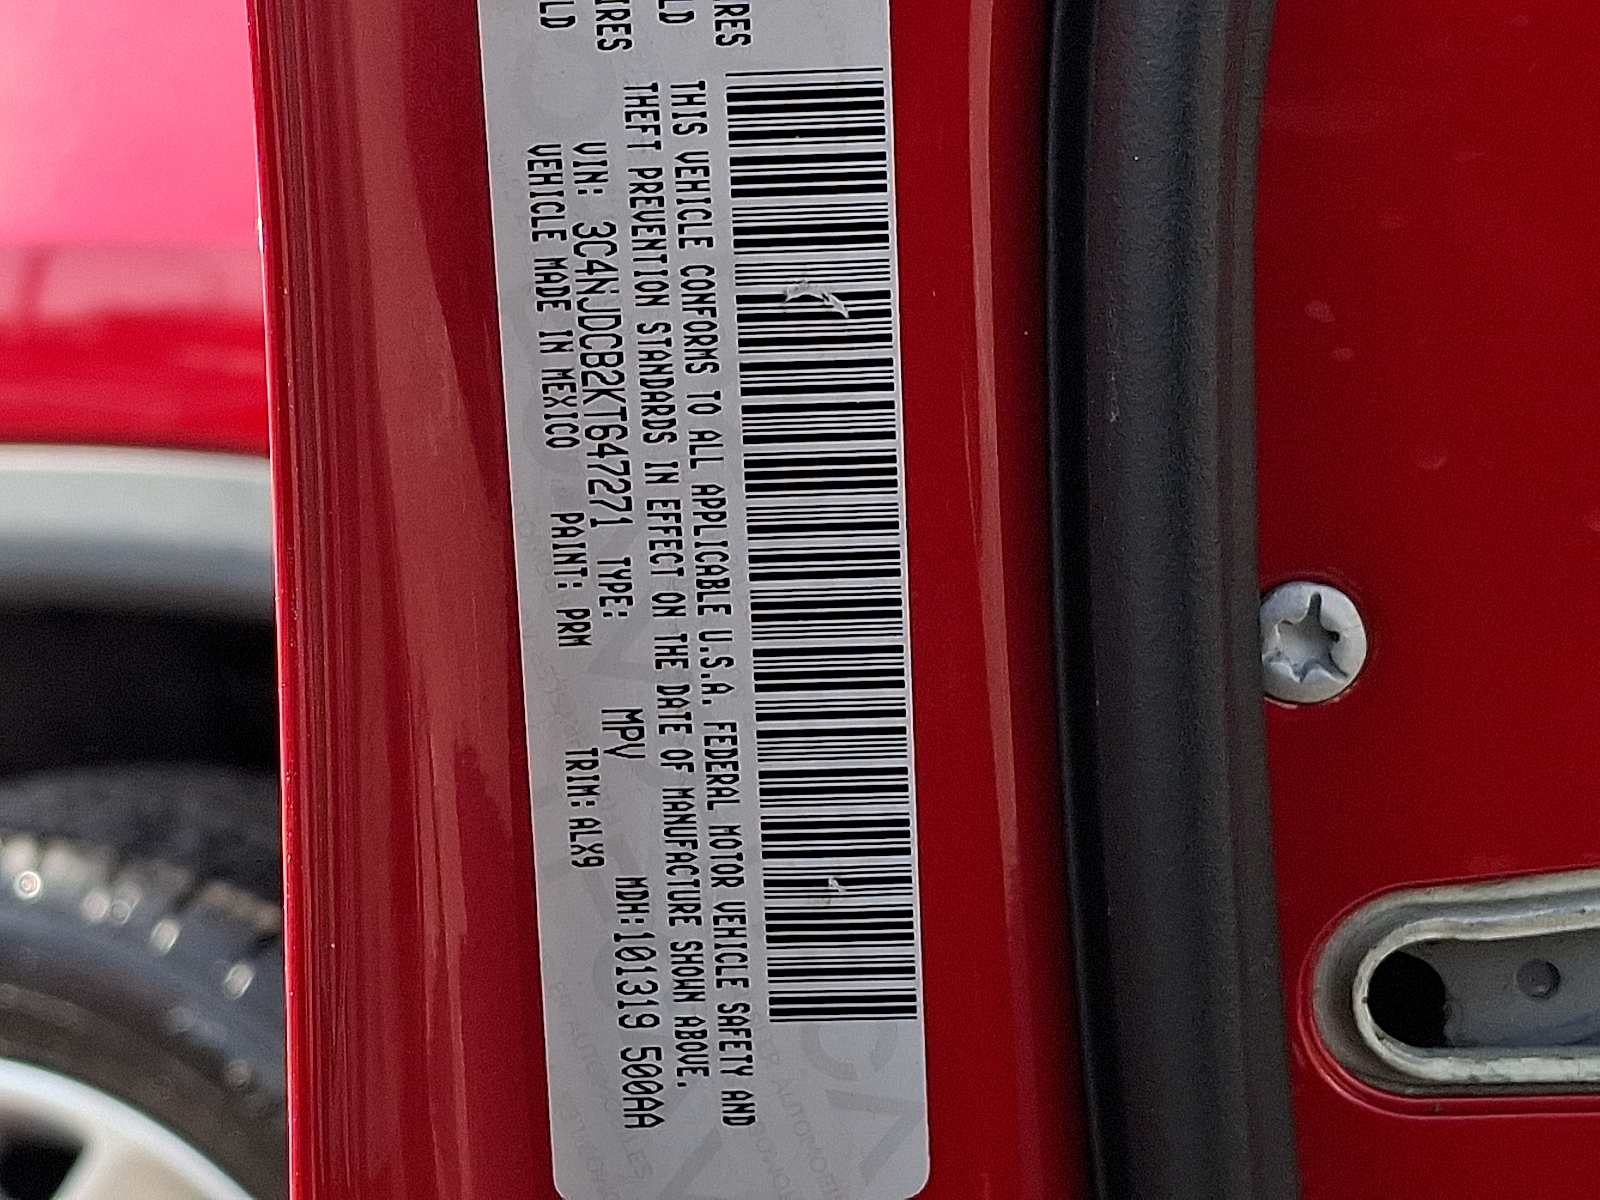 IRES
LD
IRES
LD
THIS VEHICLE CONFORMS TO ALL APPLICABLE U.S.A. FEDERAL MOTOR VEHICLE SAFETY AND
THEFT PREVENTION STANDARDS IN EFFECT ON THE DATE OF MANUFACTURE SHOWN ABOVE.
VIN: 3C4NJDCB2KT647271 TYPE: MPV MDH:101319 500AA
VEHICLE MADE IN MEXICO PAINT: PRM TRIM:ALX9